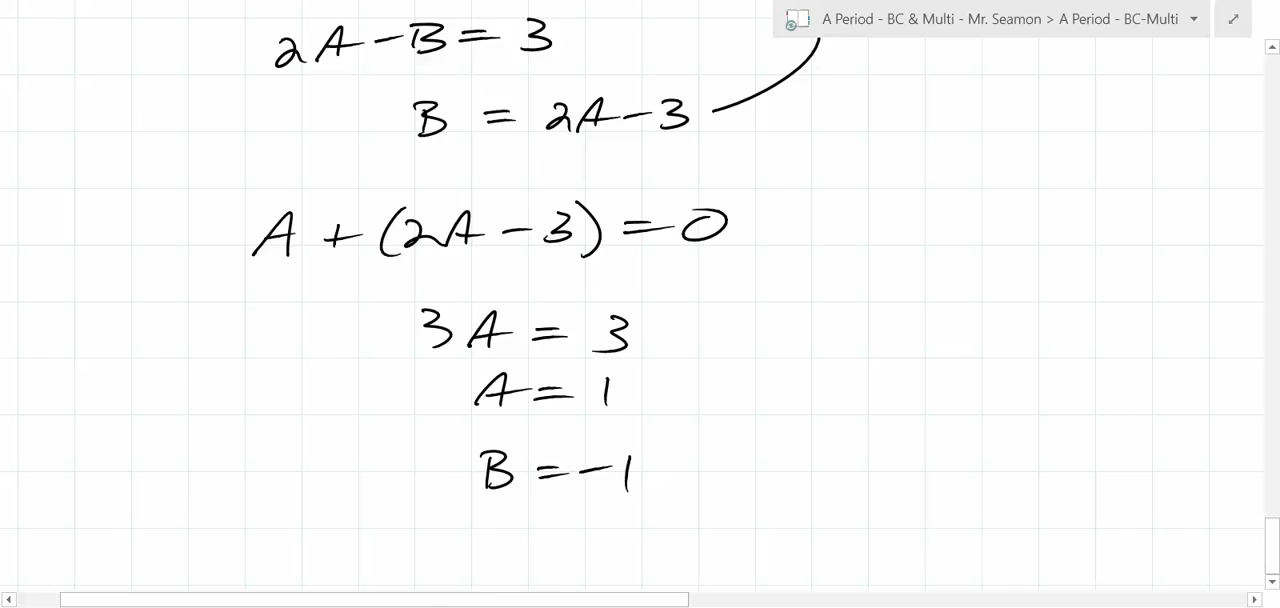 A Period - BC & Multi - Mr. Seamon > A Period - BC-Multi
2A - B = 3
B = 2A - 3
A + (2A - 3) = 0
3A = 3
A = 1
B = -1